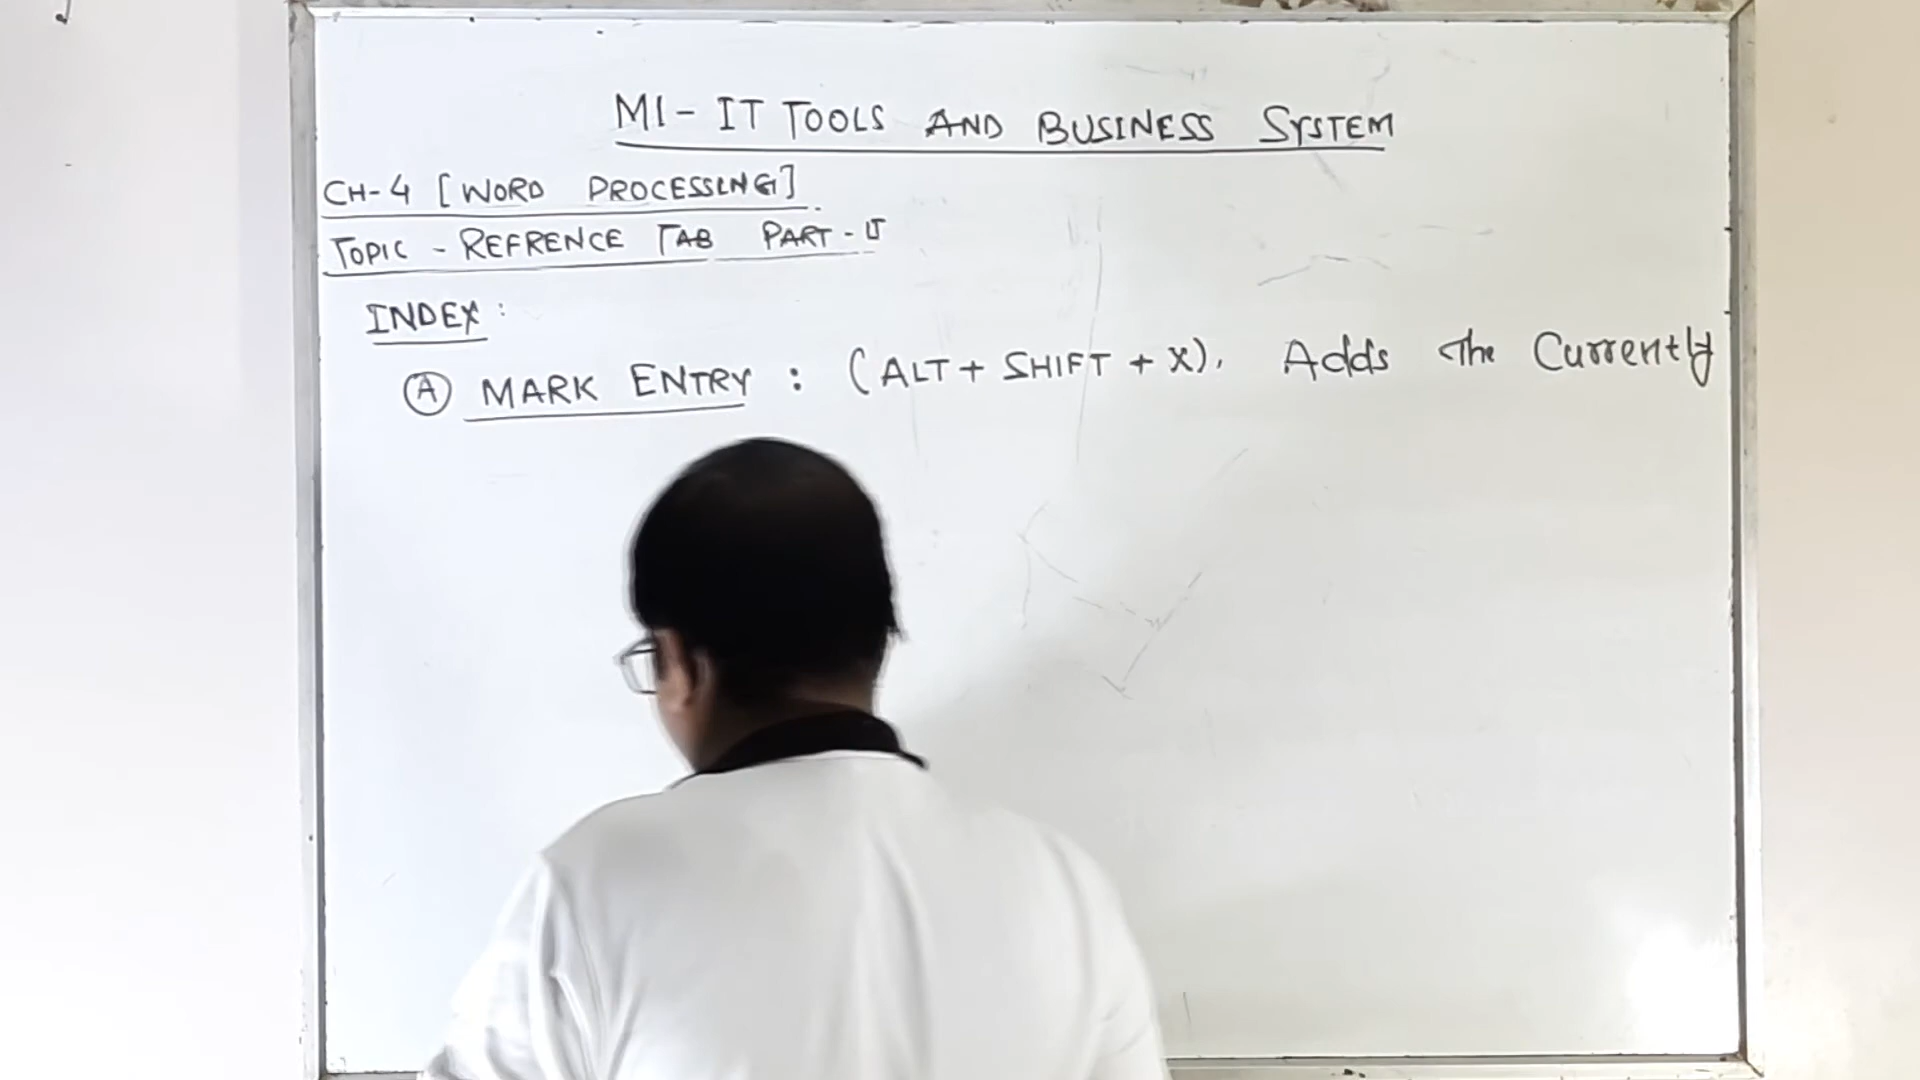 M1- IT TOOLS AND BUSINESS SYSTEM
CH-4 [WORD PROCESSING]
TOPIC - REFRENCE TAB PART - II
INDEX :
(A) MARK ENTRY : (ALT + SHIFT + X). Adds the Currently